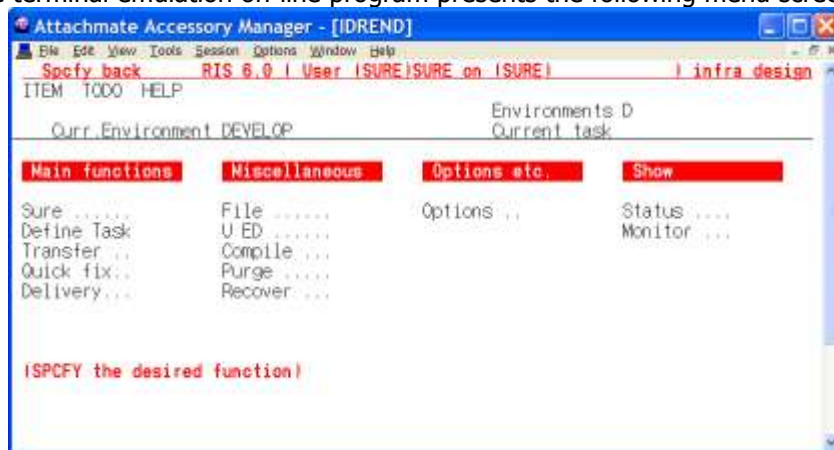 terminal emulation on-line program presents the following menu scree
Attachmate Accessory Manager - [IDREND]
File Edit View Tools Session Options Window Help
Spcfy back RIS 6.0 | User (SURE)SURE on (SURE) ) infra design
ITEM TODO HELP
Environments D
Curr.Environment DEVELOP Current task
Main functions Miscellaneous Options etc. Show
Sure ...... File ...... Options .. Status ....
Define Task U ED ...... Monitor ...
Transfer .. Compile ...
Quick fix.. Purge .....
Delivery... Recover ...
(SPCFY the desired function)